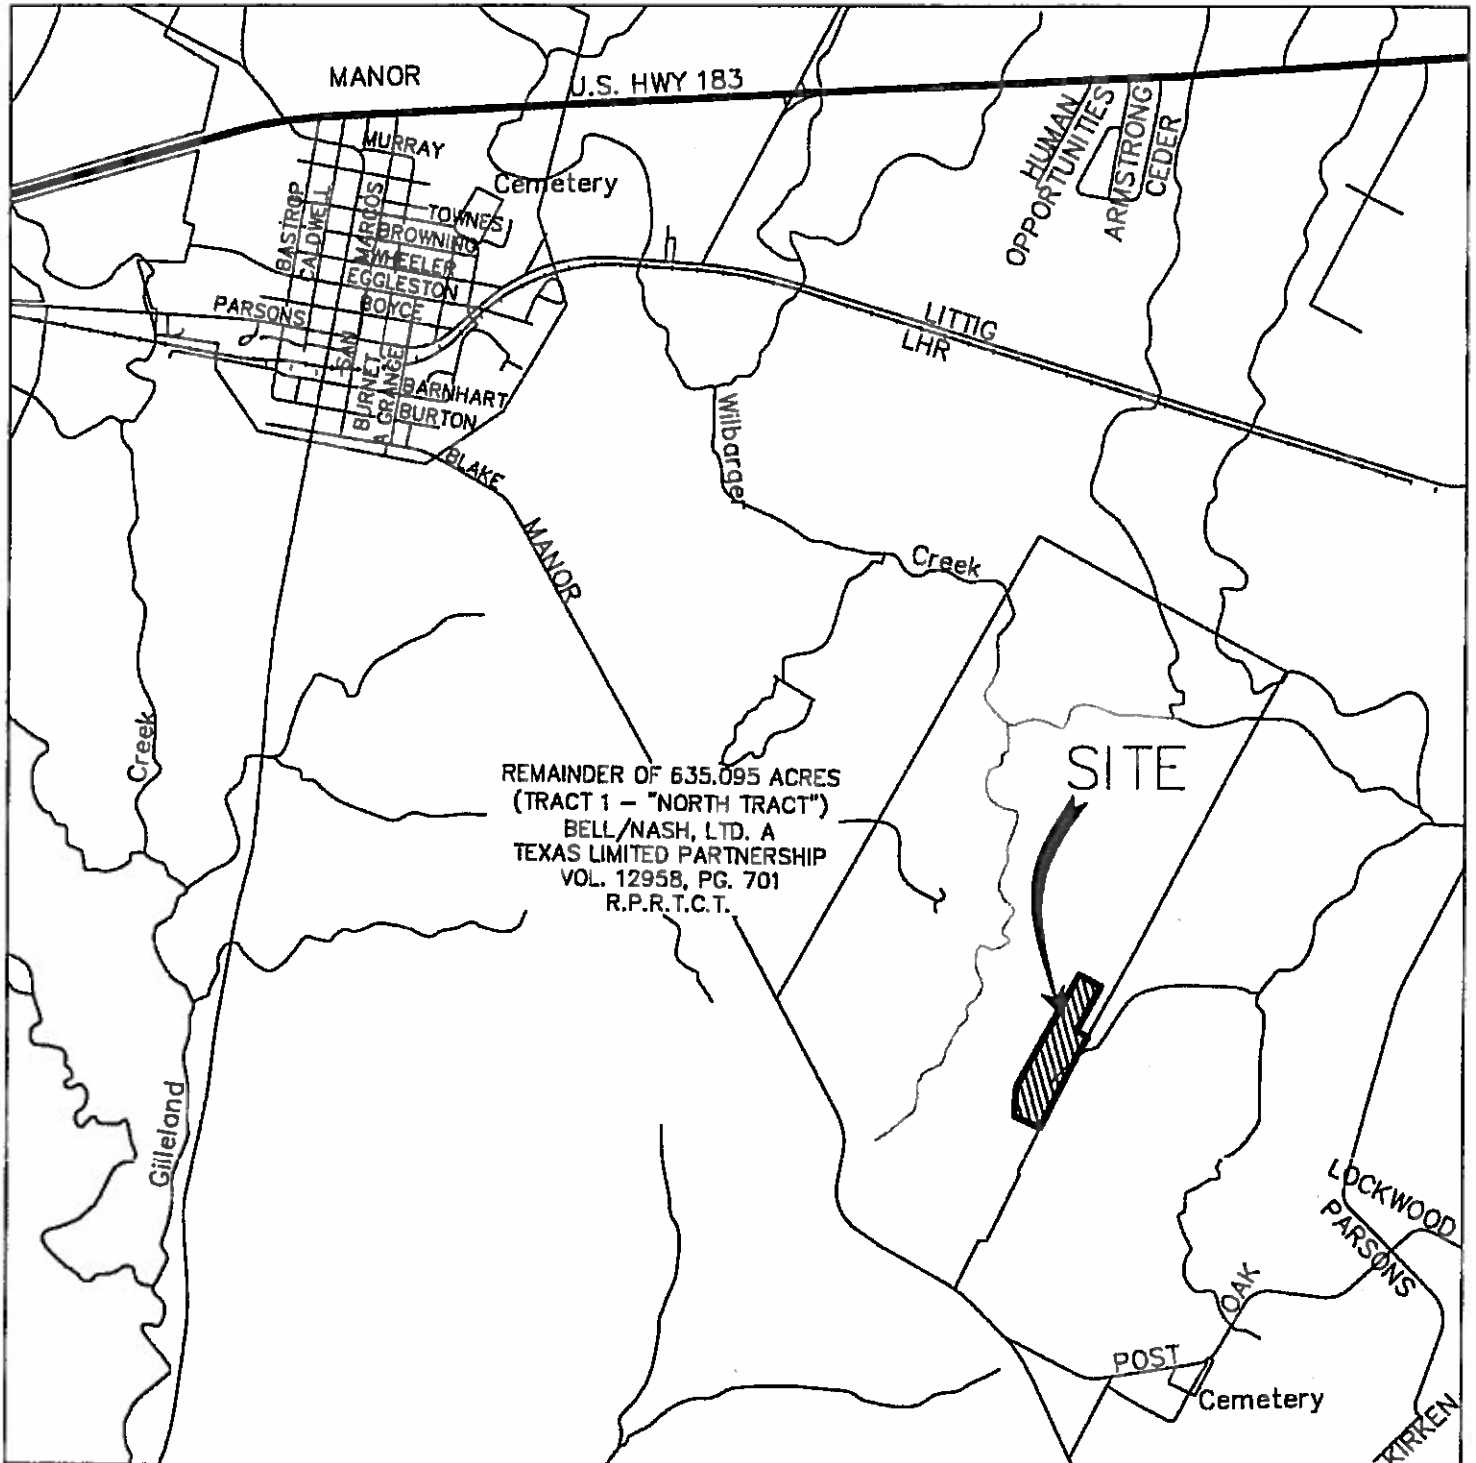 MANOR
U.S. HWY 183
MURRAY
Cemetery
HUMAN
OPPORTUNITIES
ARMSTRONG
CEDER
BASTROP
CALDWELL
MARCOS
TOWNES
BROWNING
WHEELER
EGGLESTON
BOYCE
PARSONS
SAN
BURNET
A GRANGE
BARNHART
BURTON
BLAKE
MANOR
LITTIG
LHR
Wilbarger
Creek
Creek
SITE
REMAINDER OF 635.095 ACRES
(TRACT 1 – "NORTH TRACT")
BELL/NASH, LTD. A
TEXAS LIMITED PARTNERSHIP
VOL. 12958, PG. 701
R.P.R.T.C.T.
Gilleland
LOCKWOOD
PARSONS
OAK
POST
Cemetery
KIRKEN